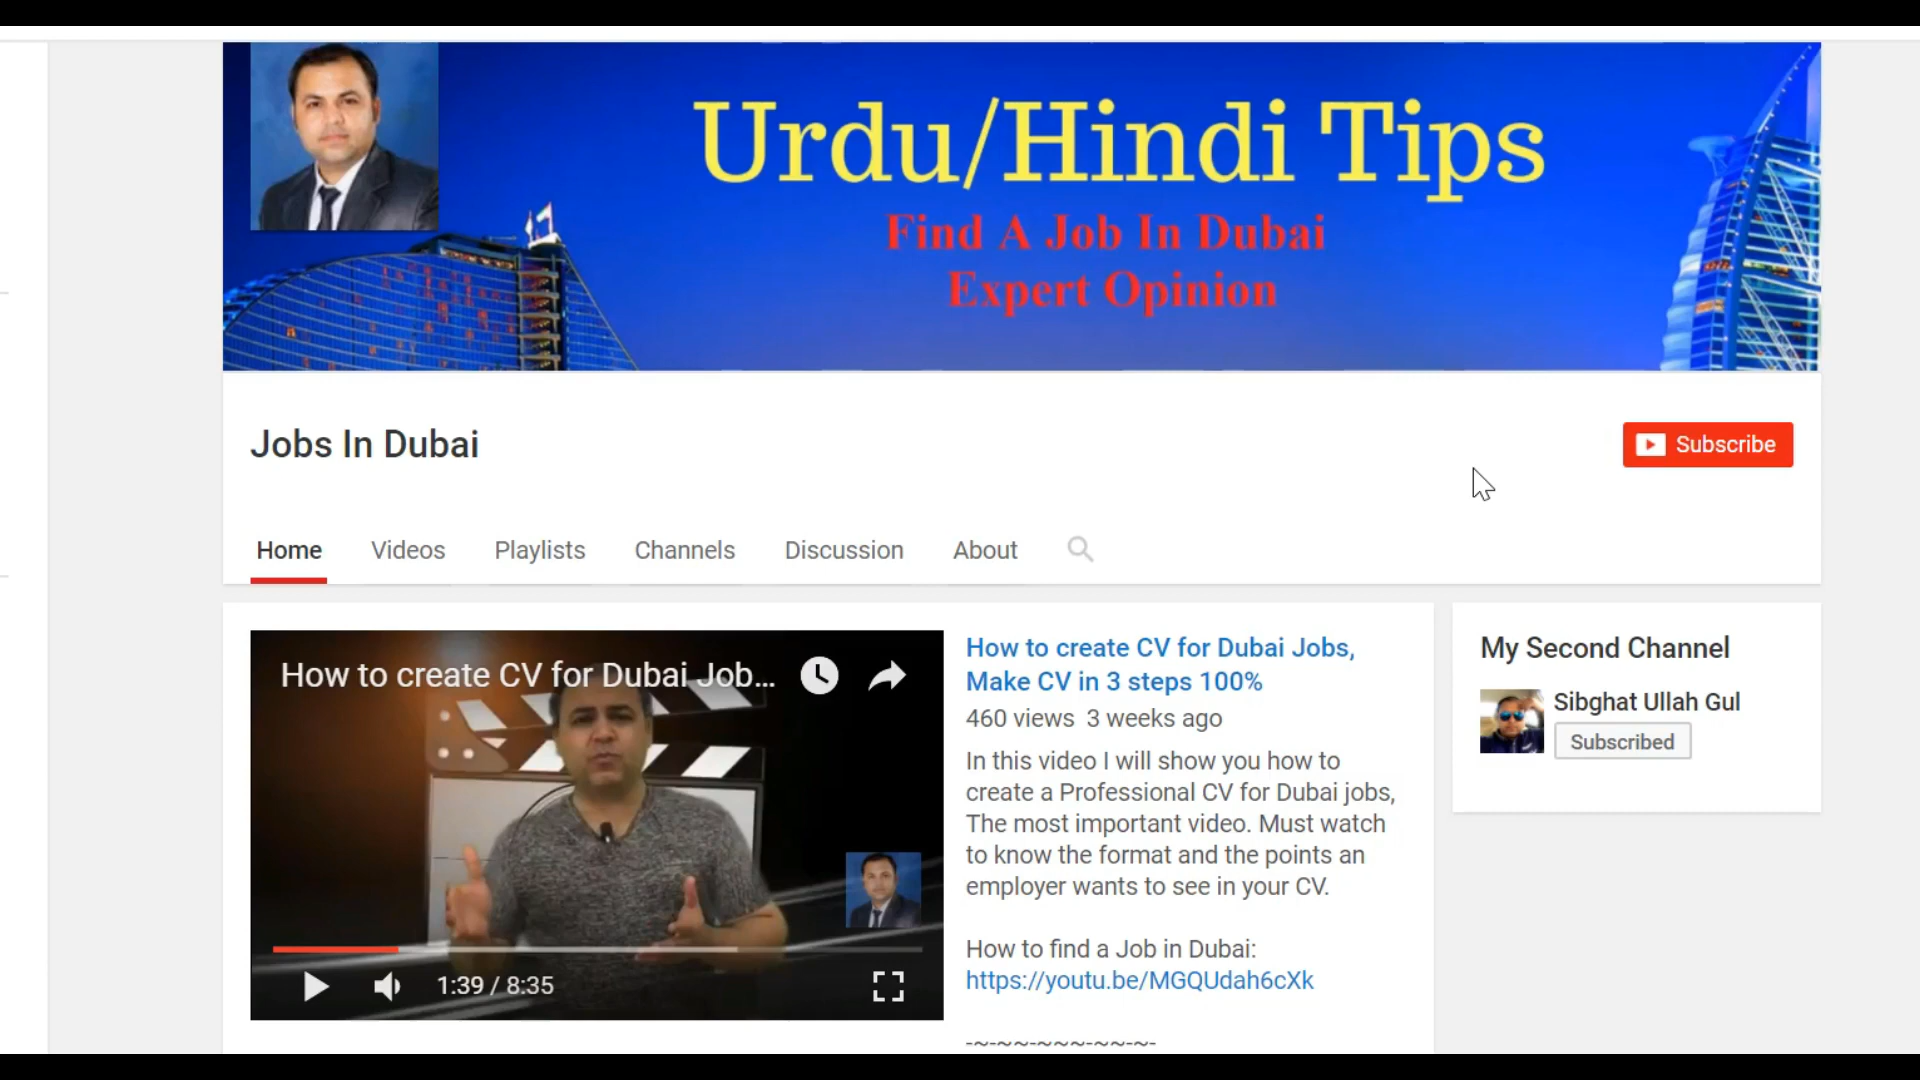 Urdu/Hindi Tips
Find A Job In Dubai
Expert Opinion
Jobs In Dubai
Subscribe
Home Videos Playlists Channels Discussion About
How to create CV for Dubai Job...
1:39 / 8:35
How to create CV for Dubai Jobs,
Make CV in 3 steps 100%
460 views 3 weeks ago
In this video I will show you how to
create a Professional CV for Dubai jobs,
The most important video. Must watch
to know the format and the points an
employer wants to see in your CV.
How to find a Job in Dubai:
https://youtu.be/MGQUdah6cXk
-~-~~-~~~-~~-~-
My Second Channel
Sibghat Ullah Gul
Subscribed